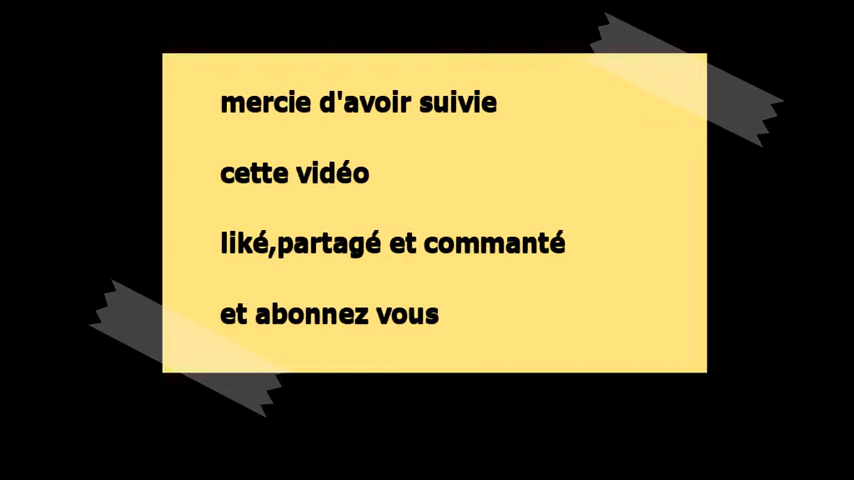 mercie d'avoir suivie
cette vidéo
liké,partagé et commanté
et abonnez vous